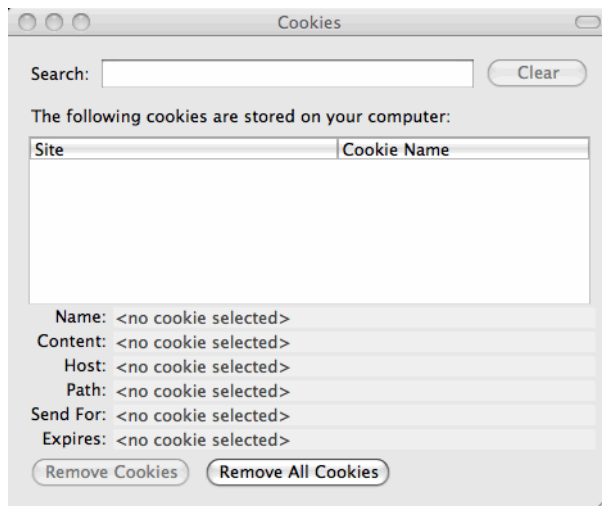 Cookies
Search: Clear
The following cookies are stored on your computer:
Site Cookie Name
Name: <no cookie selected>
Content: <no cookie selected>
Host: <no cookie selected>
Path: <no cookie selected>
Send For: <no cookie selected>
Expires: <no cookie selected>
Remove Cookies Remove All Cookies